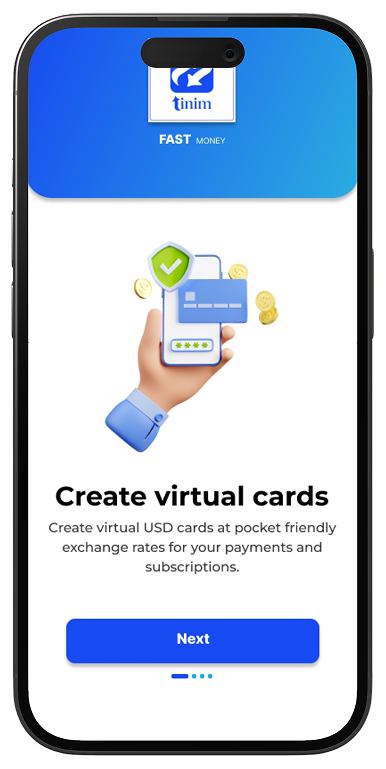 tinim
FAST MONEY
Create virtual cards
Create virtual USD cards at pocket friendly
exchange rates for your payments and
subscriptions.
Next